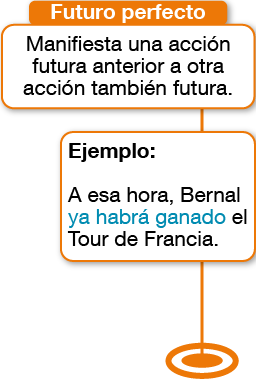 Futuro perfecto
Manifiesta una acción
futura anterior a otra
acción también futura.
Ejemplo:
A esa hora, Bernal
ya habrá ganado el
Tour de Francia.